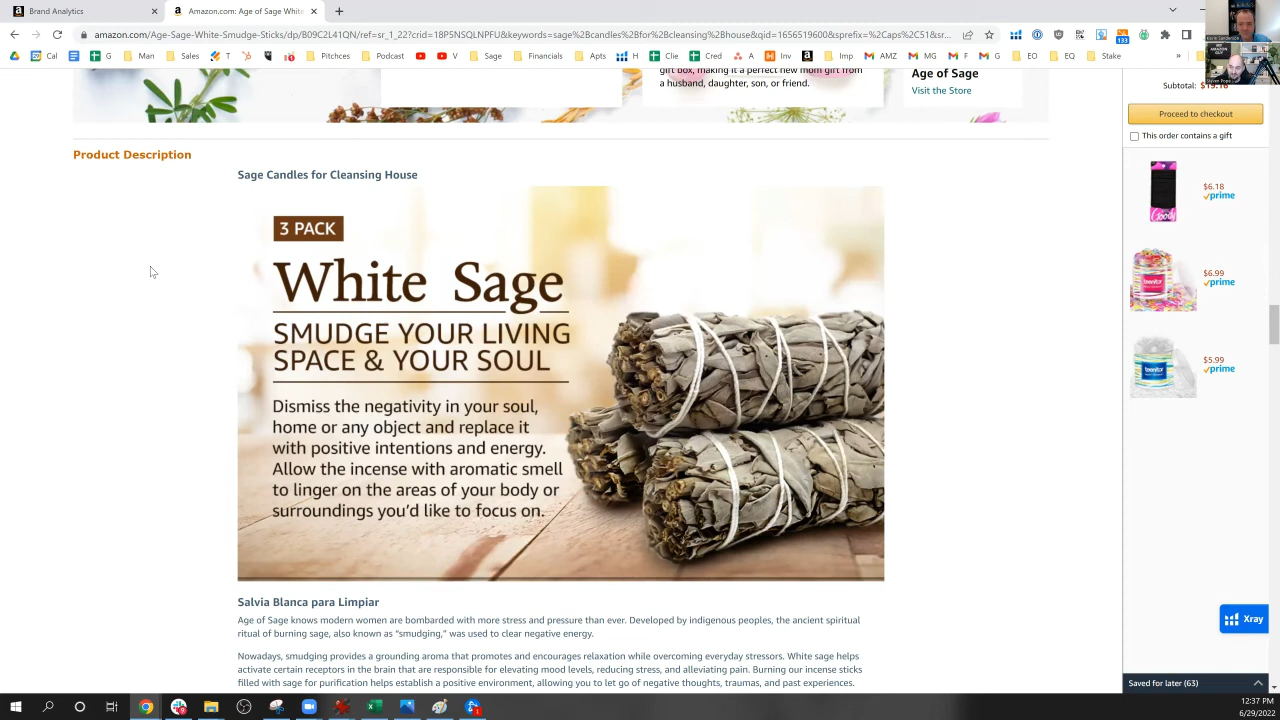 Brand Analytics
Amazon.com: Age of Sage White
amazon.com/Age-Sage-White-Smudge-Sticks/dp/B09C2L41QN/ref=sr_1_22?crid=18P5NSQLNPFU&keywords=sage%2Bcandles%2Bfor%2Bcleansing%2Bhouse&qid=1656519600&sprefix=%2Caps%2C51&sr...
133
Cal
G
Man
Sales
T
Pitchces
Podcast
V
Sage
Financials
Apts
H
Clie
Cred
A
Inv
Imp
AMZ
MG
F
G
EO
EQ
Stake
»
Kevin Sanderson
MY AMAZON GUY
Steven Pope
gift box, making it a perfect new mom gift from
a husband, daughter, son, or friend.
Age of Sage
Visit the Store
Subtotal: $19.16
Proceed to checkout
This order contains a gift
$6.18
prime
$6.99
prime
$5.99
prime
Product Description
Sage Candles for Cleansing House
3 PACK
White Sage
SMUDGE YOUR LIVING
SPACE & YOUR SOUL
Dismiss the negativity in your soul,
home or any object and replace it
with positive intentions and energy.
Allow the incense with aromatic smell
to linger on the areas of your body or
surroundings you'd like to focus on.
Salvia Blanca para Limpiar
Age of Sage knows modern women are bombarded with more stress and pressure than ever. Developed by indigenous peoples, the ancient spiritual
ritual of burning sage, also known as "smudging," was used to clear negative energy.
Nowadays, smudging provides a grounding aroma that promotes and encourages relaxation while overcoming everyday stressors. White sage helps
activate certain receptors in the brain that are responsible for elevating mood levels, reducing stress, and alleviating pain. Burning our incense sticks
filled with sage for purification helps establish a positive environment, allowing you to let go of negative thoughts, traumas, and past experiences.
Xray
Saved for later (63)
12:37 PM
6/29/2022